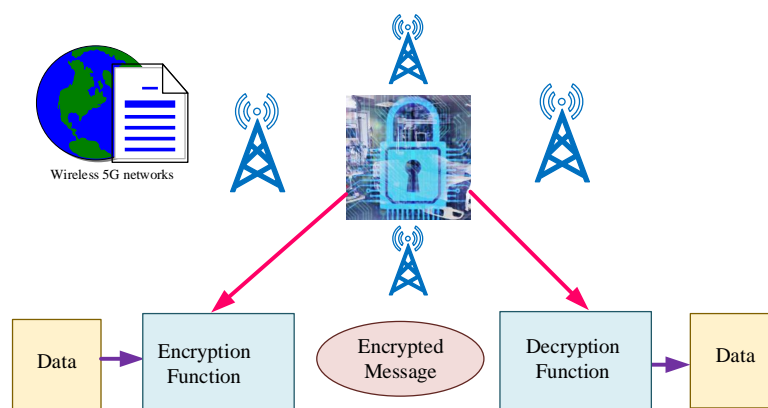 Wireless 5G networks
Data
Encryption
Function
Encrypted
Message
Decryption
Function
Data